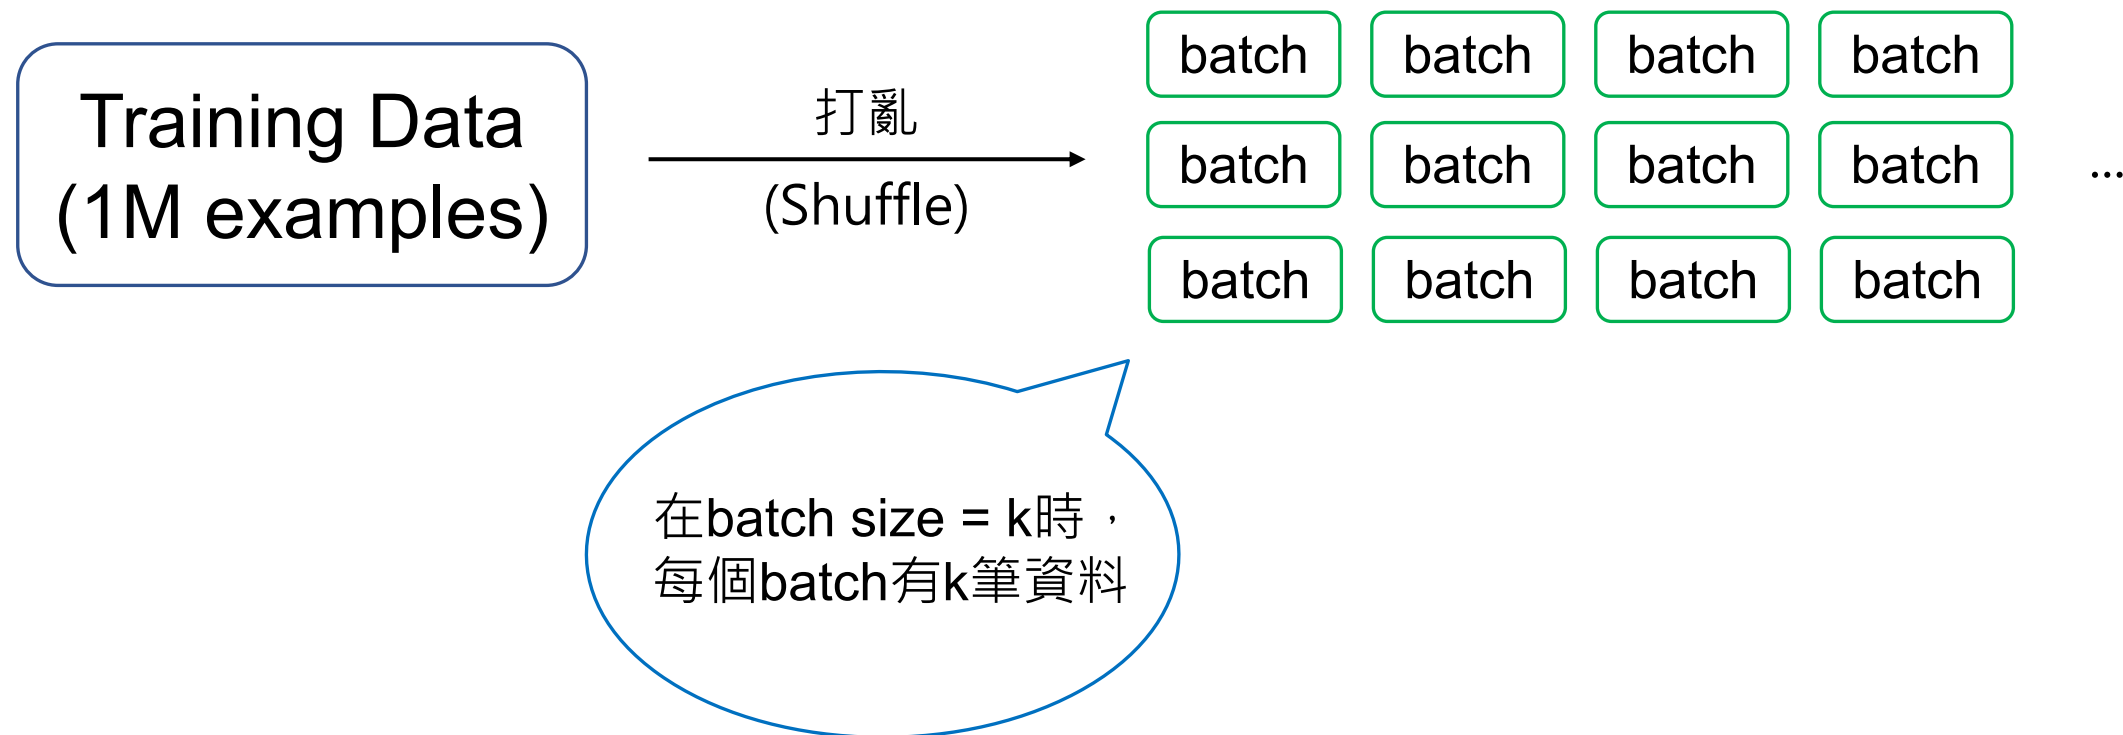 Training Data
(1M examples)
打亂
(Shuffle)
batch batch batch batch
batch batch batch batch ...
batch batch batch batch
在batch size = k時，
每個batch有k筆資料